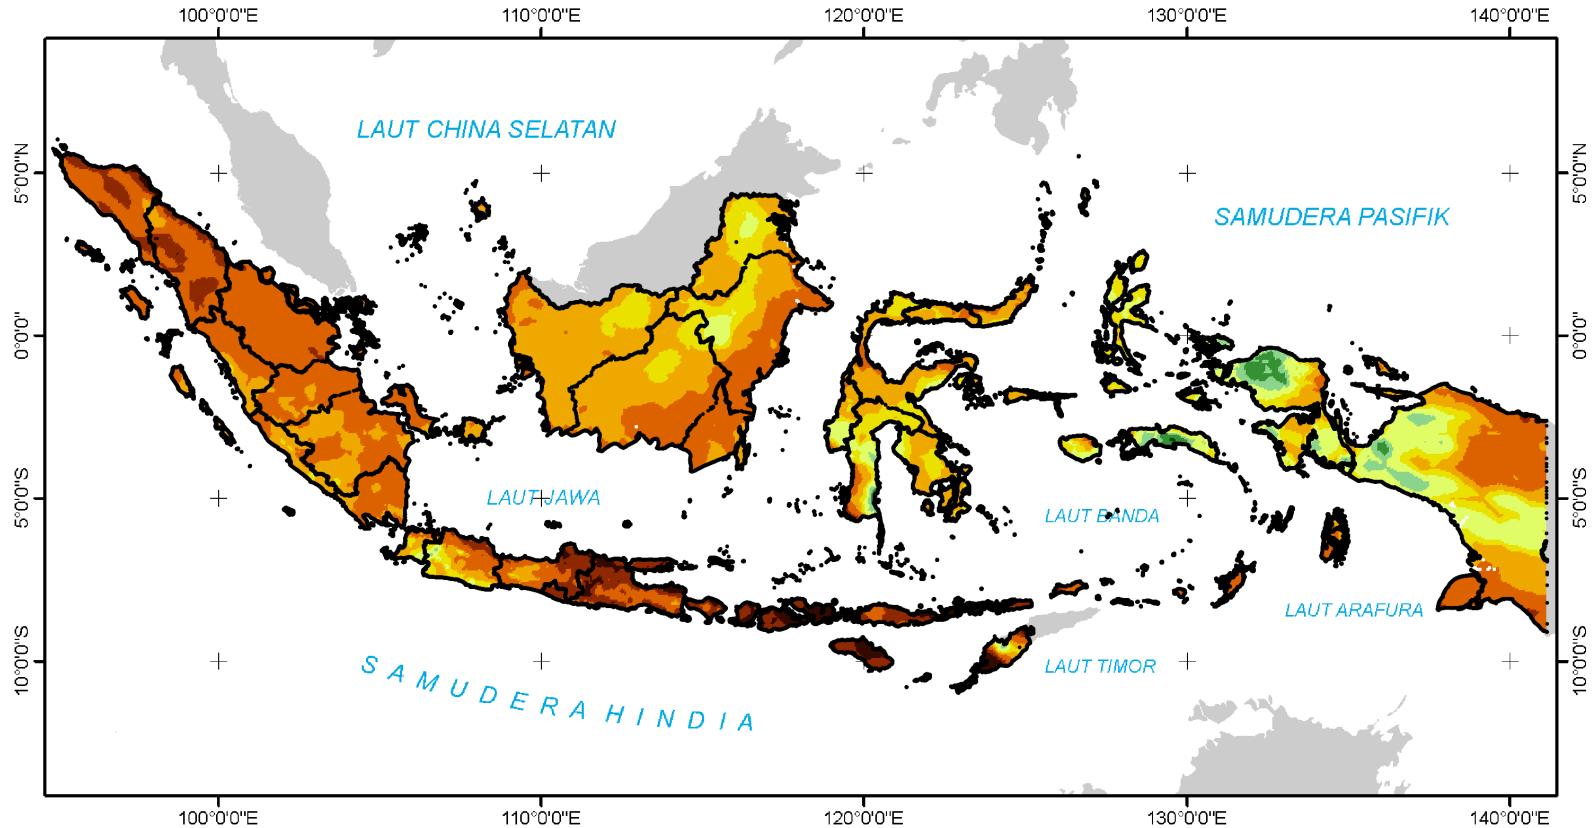 100°0'0"E 110°0'0"E 120°0'0"E 130°0'0"E 140°0'0"E
LAUT CHINA SELATAN
5°0'0"N 5°0'0"N
SAMUDERA PASIFIK
0°0'0" 0°0'0"
5°0'0"S LAUT JAWA 5°0'0"S
LAUT BANDA
LAUT ARAFURA
10°0'0"S LAUT TIMOR 10°0'0"S
SAMUDERA HINDIA
100°0'0"E 110°0'0"E 120°0'0"E 130°0'0"E 140°0'0"E